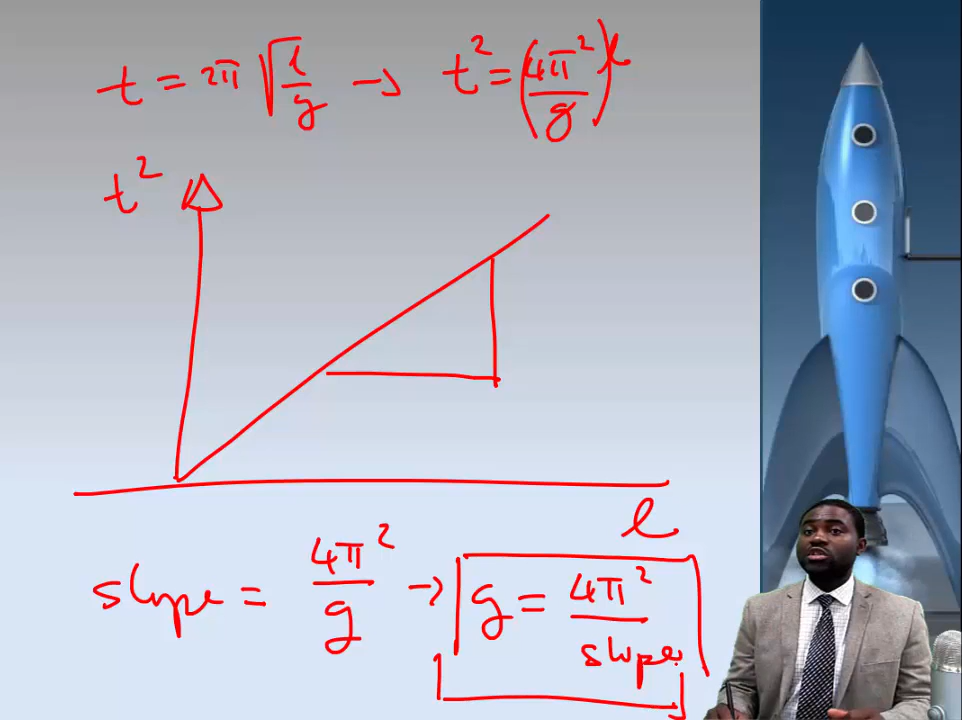 t = 2π √(l/g) → t² = (4π²/g) l
t²
l
slope = 4π²/g → g = 4π²/slope